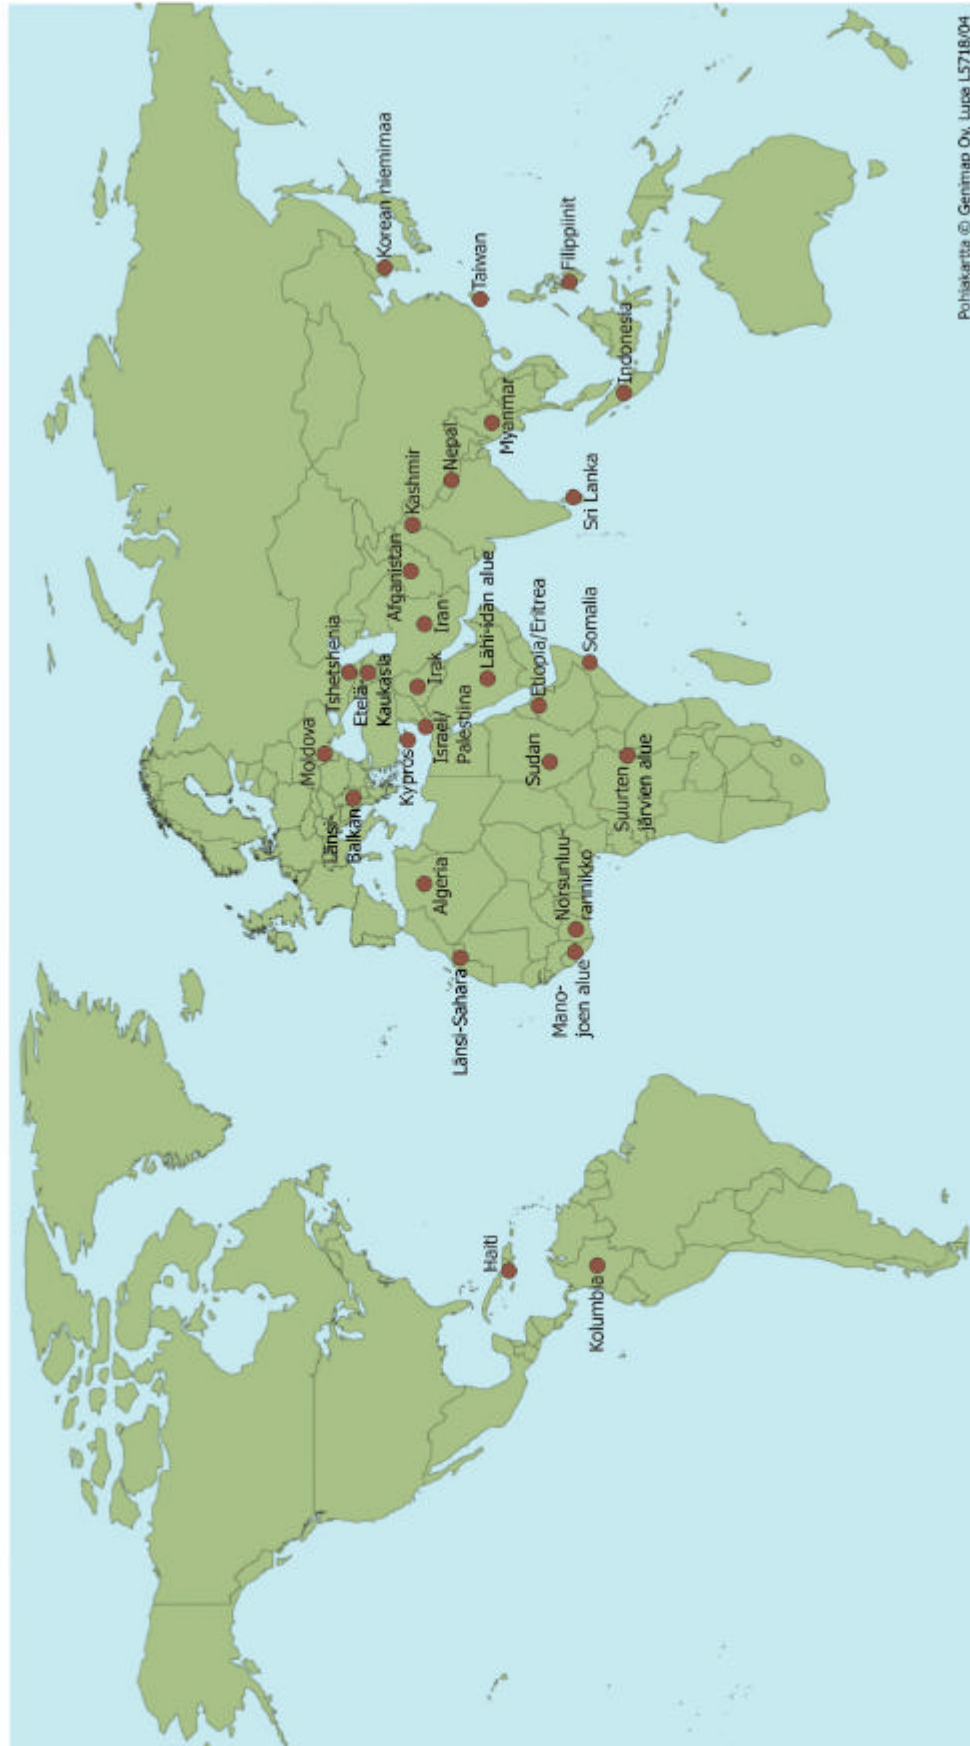 Haiti
Kolumbia
Länsi-Sahara
Mano-
joen alue
Norsunluu-
rannikko
Algeria
Länsi-
Balkan
Moldova
Kypros
Israel/
Palestiina
Tshetshenia
Etelä-
Kaukasia
Irak
Iran
Afganistan
Kashmir
Nepal
Lähi-idän alue
Etiopia/Eritrea
Sudan
Somalia
Suurten
järvien alue
Sri Lanka
Myanmar
Indonesia
Filippiinit
Taiwan
Korean niemimaa
Pohjakartta © Genimap Oy, Lupa L5718/04